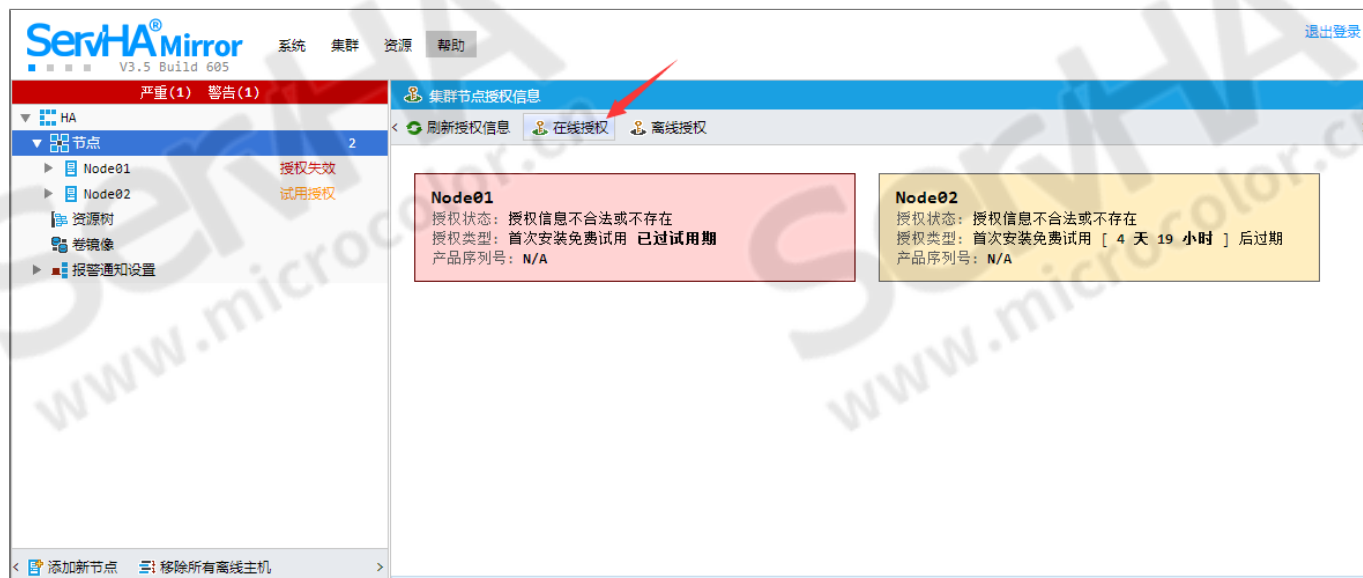 ServHA® Mirror
V3.5 Build 605
系统 集群 资源 帮助
退出登录
严重(1) 警告(1)
HA
节点 2
Node01 授权失效
Node02 试用授权
资源树
卷镜像
报警通知设置
集群节点授权信息
刷新授权信息 在线授权 离线授权
Node01
授权状态: 授权信息不合法或不存在
授权类型: 首次安装免费试用 已过试用期
产品序列号: N/A
Node02
授权状态: 授权信息不合法或不存在
授权类型: 首次安装免费试用 [ 4 天 19 小时 ] 后过期
产品序列号: N/A
添加新节点 移除所有离线主机
ServHA
www.microcolor.cn
ServHA
www.microcolor.cn